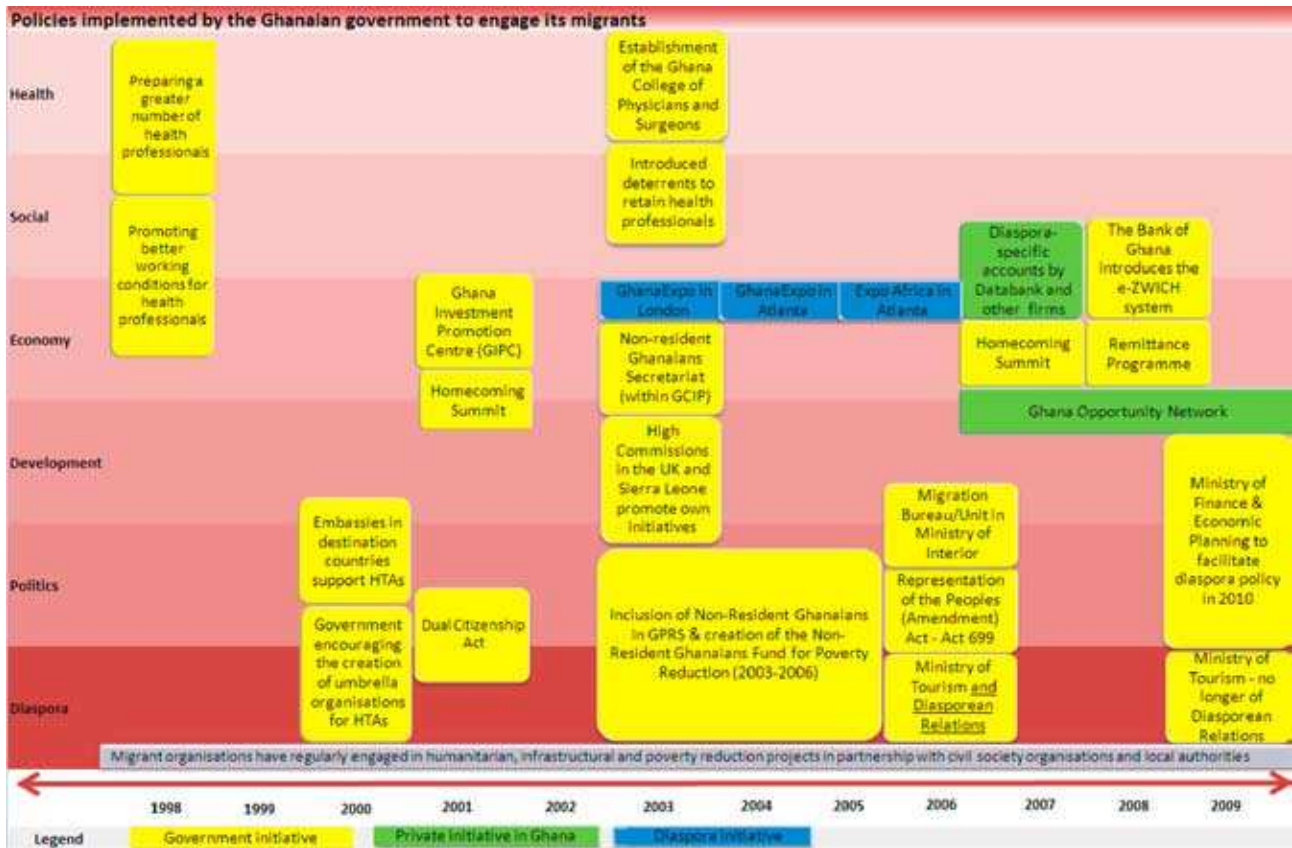 Policies implemented by the Ghanaian government to engage its migrants
Health
Preparing a
greater
number of
health
professionals
Establishment
of the Ghana
College of
Physicians and
Surgeons
Social
Promoting
better
working
conditions for
health
professionals
Introduced
deterrents to
retain health
professionals
Diaspora-
specific
accounts by
Databank and
other firms
The Bank of
Ghana
Introduces the
e-ZWICH
system
Economy
Ghana
Investment
Promotion
Centre (GIPC)
Homecoming
Summit
GhanaExpo in
London
GhanaExpo in
Atlanta
Expo Africa in
Atlanta
Non-resident
Ghanaians
Secretariat
(within GCIP)
Homecoming
Summit
Remittance
Programme
Ghana Opportunity Network
Development
High
Commissions
in the UK and
Sierra Leone
promote own
initiatives
Embassies in
destination
countries
support HTAs
Migration
Bureau/Unit in
Ministry of
Interior
Ministry of
Finance &
Economic
Planning to
facilitate
diaspora policy
in 2010
Politics
Government
encouraging
the creation
of umbrella
organisations
for HTAs
Dual Citizenship
Act
Inclusion of Non-Resident Ghanaians
in GPRS & creation of the Non-
Resident Ghanaians Fund for Poverty
Reduction (2003-2006)
Representation
of the Peoples
(Amendment)
Act - Act 699
Diaspora
Ministry of
Tourism and
Diasporean
Relations
Ministry of
Tourism - no
longer of
Diasporean
Relations
Migrant organisations have regularly engaged in humanitarian, infrastructural and poverty reduction projects in partnership with civil society organisations and local authorities
1998 1999 2000 2001 2002 2003 2004 2005 2006 2007 2008 2009
Legend Government initiative Private initiative in Ghana Diaspora initiative